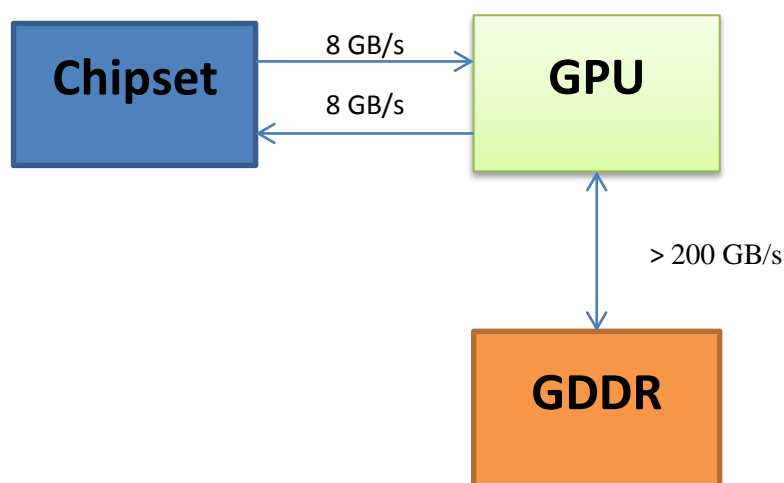 8 GB/s
Chipset
GPU
8 GB/s
> 200 GB/s
GDDR